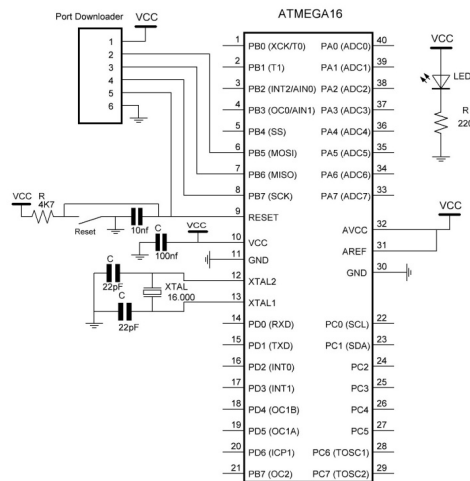 ATMEGA16
Port Downloader
VCC
1
2
3
4
5
6
VCC
LED
R
220
1 PB0 (XCK/T0)
2 PB1 (T1)
3 PB2 (INT2/AIN0)
4 PB3 (OC0/AIN1)
5 PB4 (SS)
6 PB5 (MOSI)
7 PB6 (MISO)
8 PB7 (SCK)
9 RESET
10 VCC
11 GND
12 XTAL2
13 XTAL1
14 PD0 (RXD)
15 PD1 (TXD)
16 PD2 (INT0)
17 PD3 (INT1)
18 PD4 (OC1B)
19 PD5 (OC1A)
20 PD6 (ICP1)
21 PB7 (OC2)
PA0 (ADC0) 40
PA1 (ADC1) 39
PA2 (ADC2) 38
PA3 (ADC3) 37
PA4 (ADC4) 36
PA5 (ADC5) 35
PA6 (ADC6) 34
PA7 (ADC7) 33
AVCC 32
AREF 31
GND 30
PC0 (SCL) 22
PC1 (SDA) 23
PC2 24
PC3 25
PC4 26
PC5 27
PC6 (TOSC1) 28
PC7 (TOSC2) 29
VCC
VCC
R
4K7
Reset
C
10nf
VCC
C
100nf
C
22pF
XTAL
16.000
C
22pF